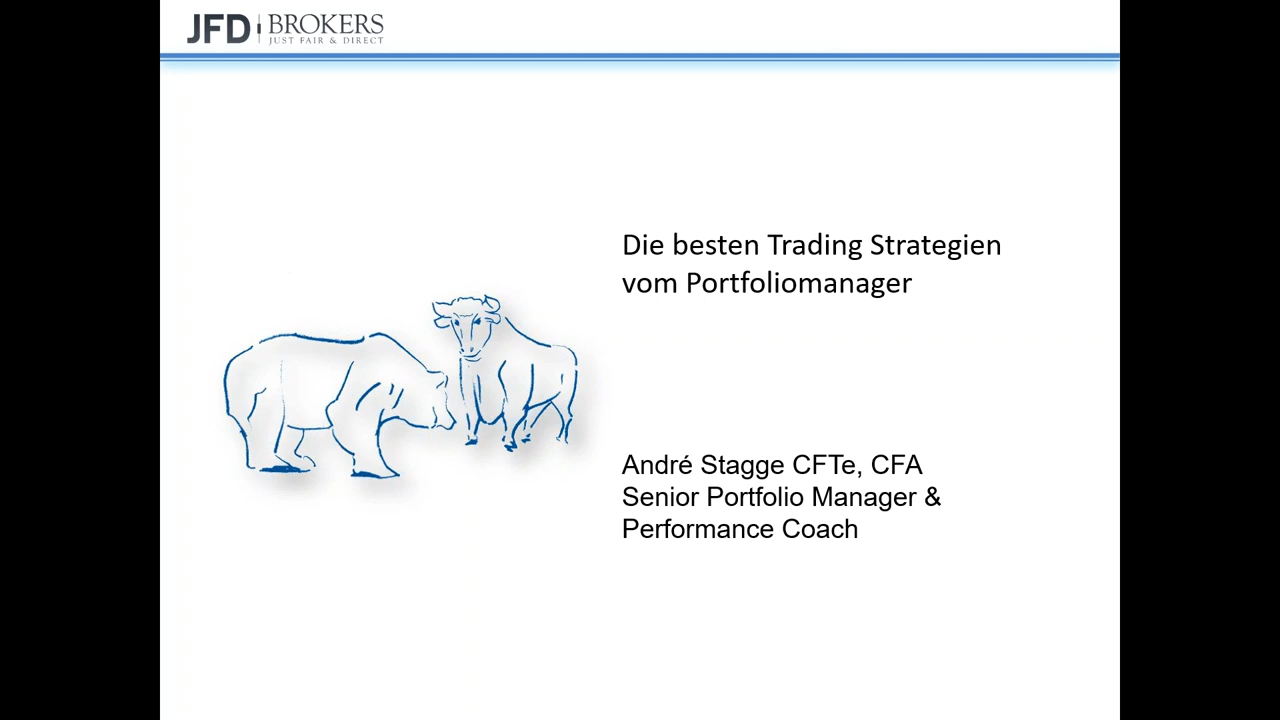 JFD BROKERS
JUST FAIR & DIRECT
Die besten Trading Strategien
vom Portfoliomanager
André Stagge CFTe, CFA
Senior Portfolio Manager &
Performance Coach